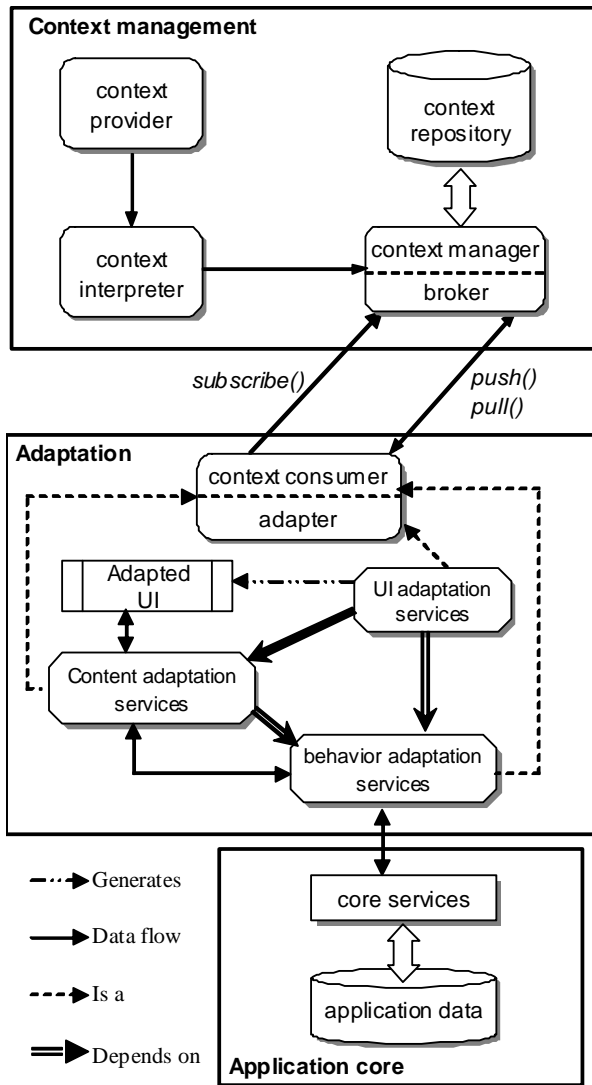 Context management
context
provider
context
repository
context
interpreter
context manager
broker
subscribe()
push()
pull()
Adaptation
context consumer
adapter
Adapted
UI
UI adaptation
services
Content adaptation
services
behavior adaptation
services
Generates
Data flow
Is a
Depends on
core services
application data
Application core